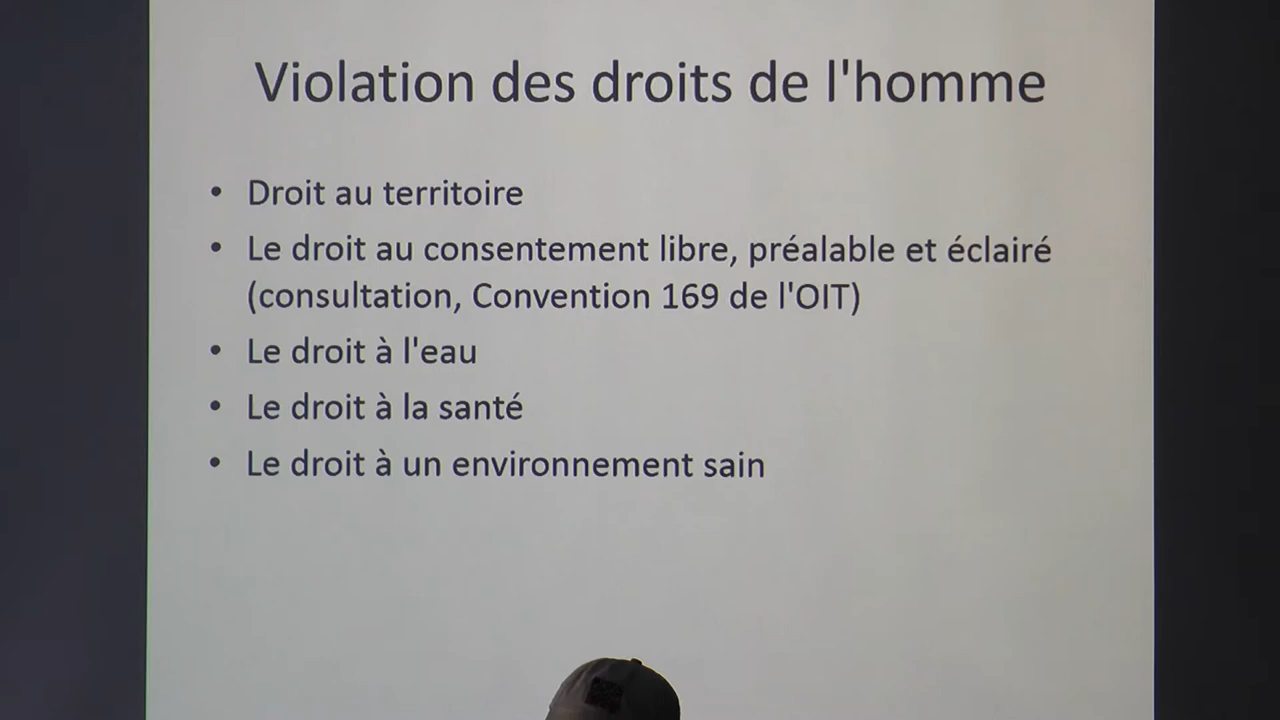 Violation des droits de l'homme
• Droit au territoire
• Le droit au consentement libre, préalable et éclairé
(consultation, Convention 169 de l'OIT)
• Le droit à l'eau
• Le droit à la santé
• Le droit à un environnement sain